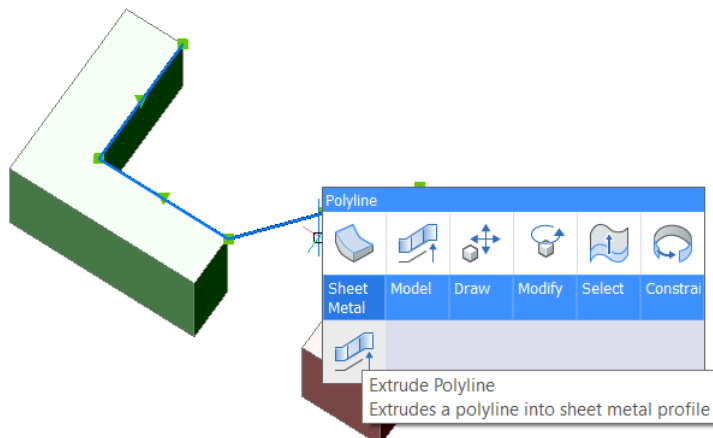 Polyline
Sheet Metal
Model
Draw
Modify
Select
Constrai
Extrude Polyline
Extrudes a polyline into sheet metal profile